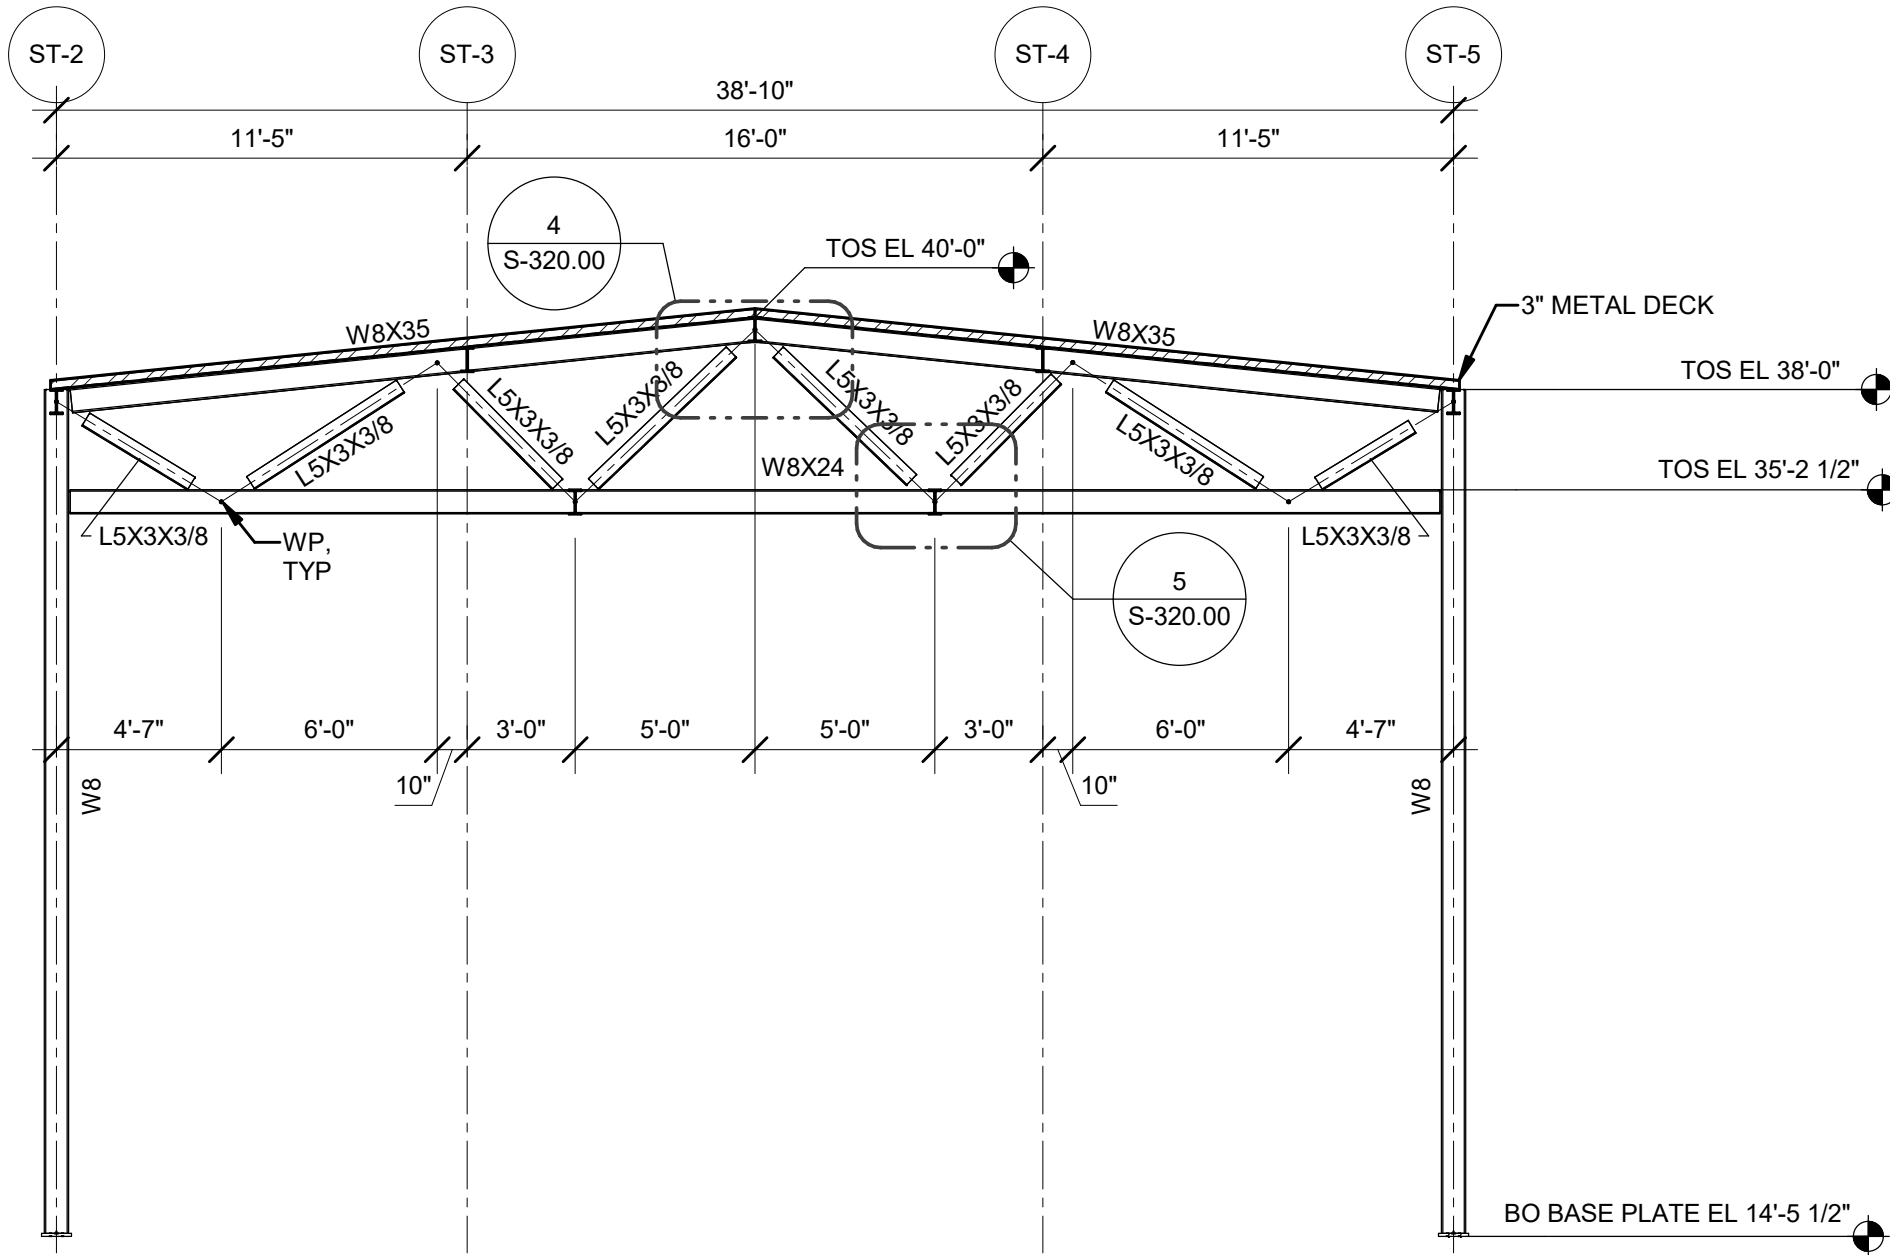 ST-2
ST-3
ST-4
ST-5
38'-10"
11'-5"
16'-0"
11'-5"
4
S-320.00
TOS EL 40'-0"
3" METAL DECK
W8X35
W8X35
TOS EL 38'-0"
L5X3X3/8
L5X3X3/8
L5X3X3/8
L5X3X3/8
L5X3X3/8
L5X3X3/8
W8X24
TOS EL 35'-2 1/2"
L5X3X3/8
WP,
TYP
L5X3X3/8
5
S-320.00
4'-7"
6'-0"
3'-0"
5'-0"
5'-0"
3'-0"
6'-0"
4'-7"
10"
10"
W8
W8
BO BASE PLATE EL 14'-5 1/2"